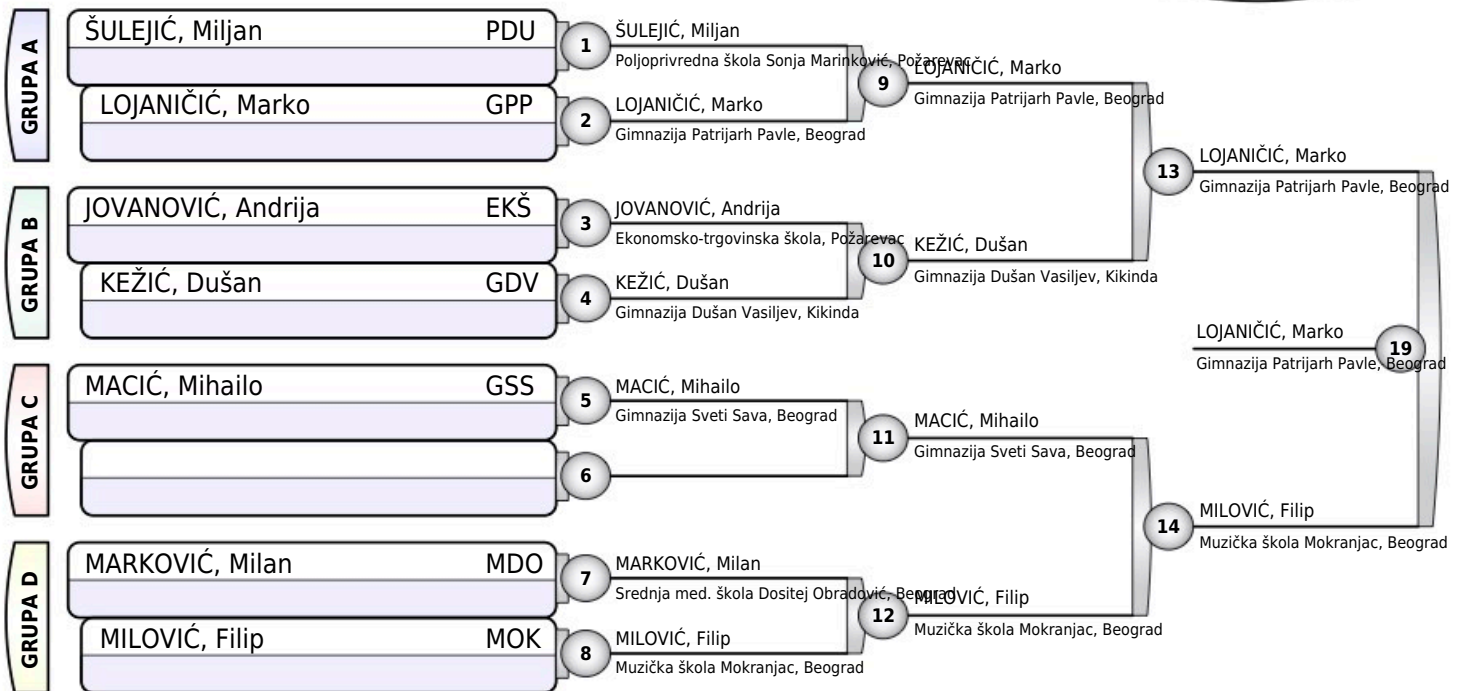 GRUPA A
ŠULEJIĆ, Miljan PDU
LOJANIČIĆ, Marko GPP
GRUPA B
JOVANOVIĆ, Andrija EKŠ
KEŽIĆ, Dušan GDV
GRUPA C
MACIĆ, Mihailo GSS
GRUPA D
MARKOVIĆ, Milan MDO
MILOVIĆ, Filip MOK
1
ŠULEJIĆ, Miljan
Poljoprivredna škola Sonja Marinković, Požarevac
2
LOJANIČIĆ, Marko
Gimnazija Patrijarh Pavle, Beograd
3
JOVANOVIĆ, Andrija
Ekonomsko-trgovinska škola, Požarevac
4
KEŽIĆ, Dušan
Gimnazija Dušan Vasiljev, Kikinda
5
MACIĆ, Mihailo
Gimnazija Sveti Sava, Beograd
6
7
MARKOVIĆ, Milan
Srednja med. škola Dositej Obradović, Beograd
8
MILOVIĆ, Filip
Muzička škola Mokranjac, Beograd
9
LOJANIČIĆ, Marko
Gimnazija Patrijarh Pavle, Beograd
10
KEŽIĆ, Dušan
Gimnazija Dušan Vasiljev, Kikinda
11
MACIĆ, Mihailo
Gimnazija Sveti Sava, Beograd
12
MILOVIĆ, Filip
Muzička škola Mokranjac, Beograd
13
LOJANIČIĆ, Marko
Gimnazija Patrijarh Pavle, Beograd
14
MILOVIĆ, Filip
Muzička škola Mokranjac, Beograd
LOJANIČIĆ, Marko
19
Gimnazija Patrijarh Pavle, Beograd